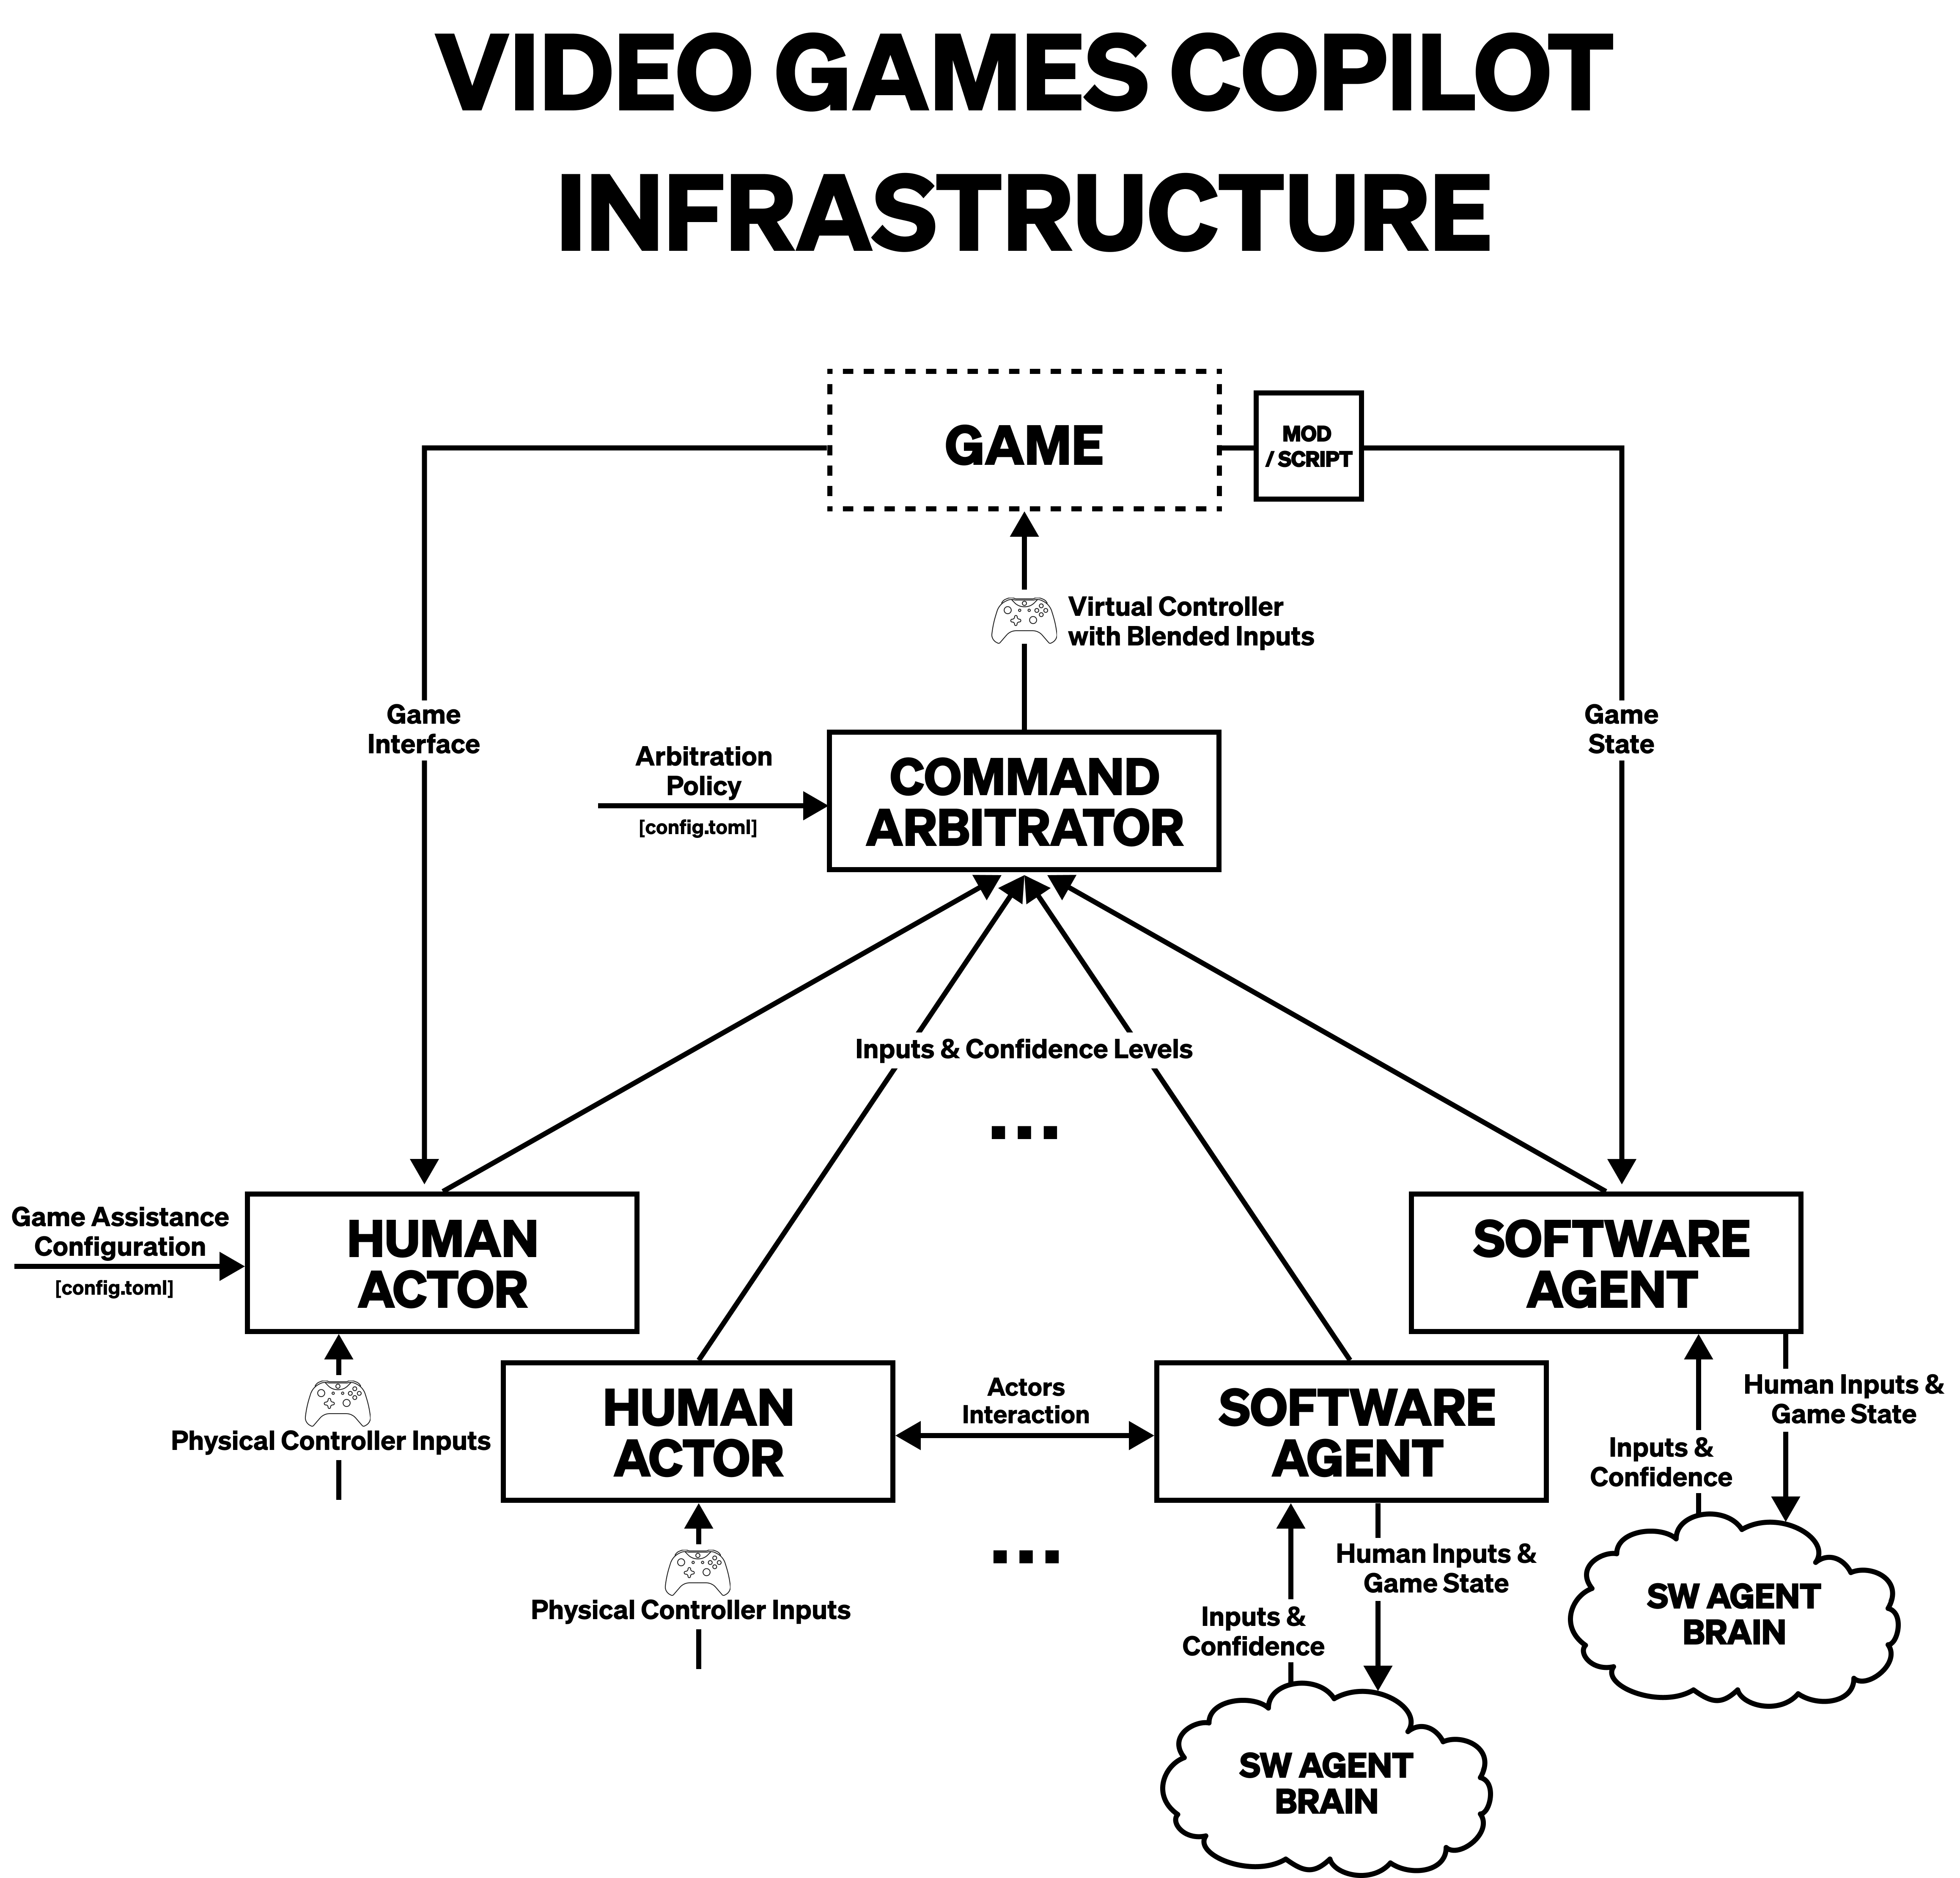 VIDEO GAMES COPILOT
INFRASTRUCTURE
GAME
MOD
/ SCRIPT
Virtual Controller
with Blended Inputs
Game
Interface
Game
State
Arbitration
Policy
[config.toml]
COMMAND
ARBITRATOR
Inputs & Confidence Levels
...
Game Assistance
Configuration
[config.toml]
HUMAN
ACTOR
SOFTWARE
AGENT
Physical Controller Inputs
HUMAN
ACTOR
Actors
Interaction
SOFTWARE
AGENT
Human Inputs &
Game State
Inputs &
Confidence
Physical Controller Inputs
...
Human Inputs &
Game State
Inputs &
Confidence
SW AGENT
BRAIN
SW AGENT
BRAIN